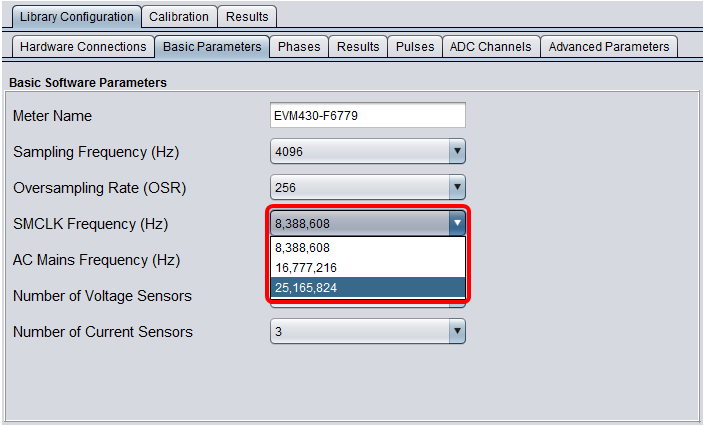 Library Configuration Calibration Results
Hardware Connections Basic Parameters Phases Results Pulses ADC Channels Advanced Parameters
Basic Software Parameters
Meter Name EVM430-F6779
Sampling Frequency (Hz) 4096
Oversampling Rate (OSR) 256
SMCLK Frequency (Hz) 8,388,608
8,388,608
AC Mains Frequency (Hz) 16,777,216
25,165,824
Number of Voltage Sensors
Number of Current Sensors 3